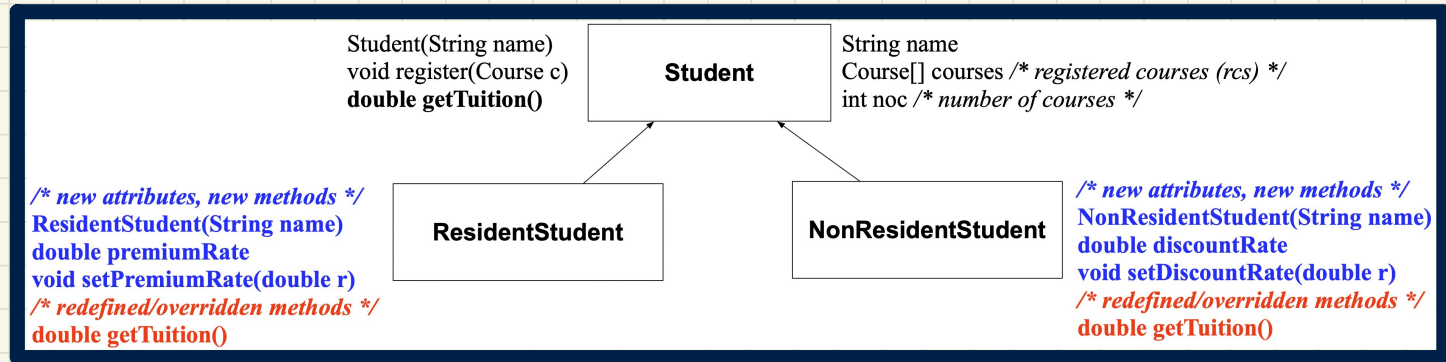 Student(String name)
void register(Course c)
double getTuition()
Student
String name
Course[] courses /* registered courses (rcs) */
int noc /* number of courses */
/* new attributes, new methods */
ResidentStudent(String name)
double premiumRate
void setPremiumRate(double r)
/* redefined/overridden methods */
double getTuition()
ResidentStudent
NonResidentStudent
/* new attributes, new methods */
NonResidentStudent(String name)
double discountRate
void setDiscountRate(double r)
/* redefined/overridden methods */
double getTuition()